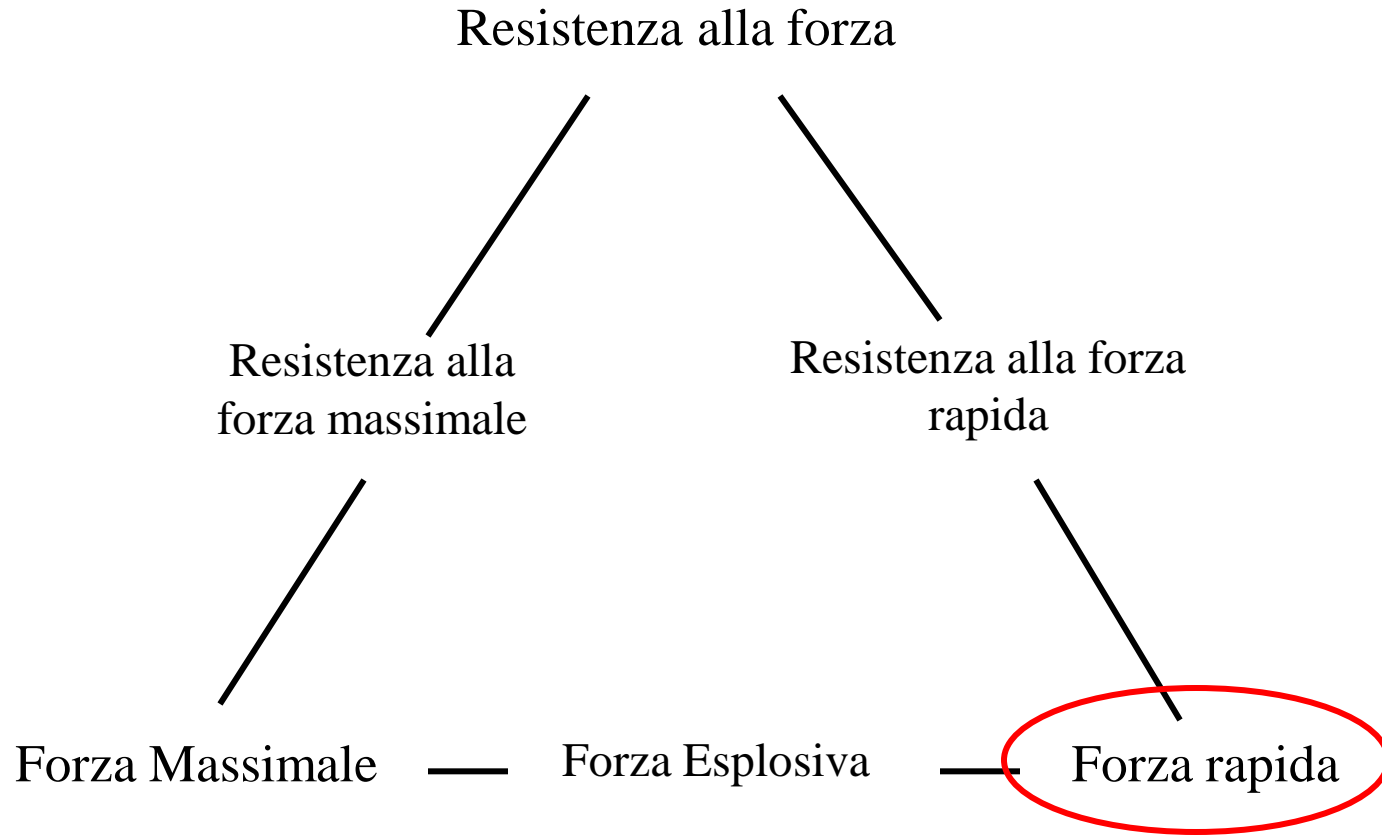 Resistenza alla forza
Resistenza alla
forza massimale
Resistenza alla forza
rapida
Forza Massimale
Forza Esplosiva
Forza rapida